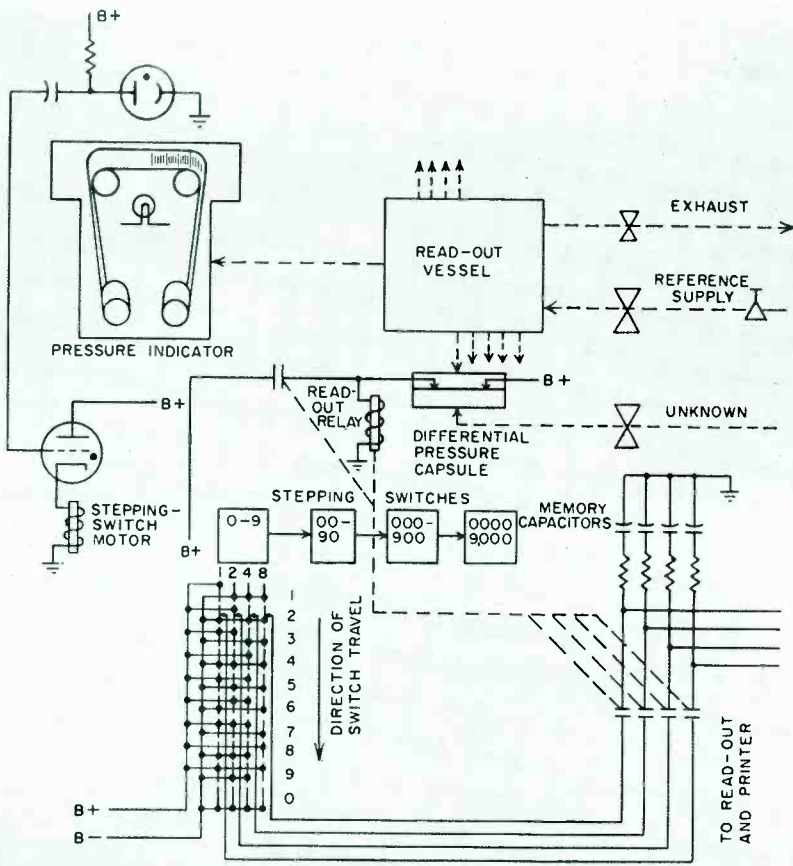 B+
EXHAUST
READ-OUT
VESSEL
REFERENCE
SUPPLY
PRESSURE INDICATOR
B+
READ-
OUT
RELAY
B+
UNKNOWN
DIFFERENTIAL
PRESSURE
CAPSULE
STEPPING-
SWITCH
MOTOR
B+
STEPPING SWITCHES
MEMORY
CAPACITORS
0-9
00-
90
000-
900
0000
9,000
1 2 4 8
1
2
3
4
5
6
7
8
9
0
DIRECTION OF
SWITCH TRAVEL
B+
B-
TO READ-OUT
AND PRINTER